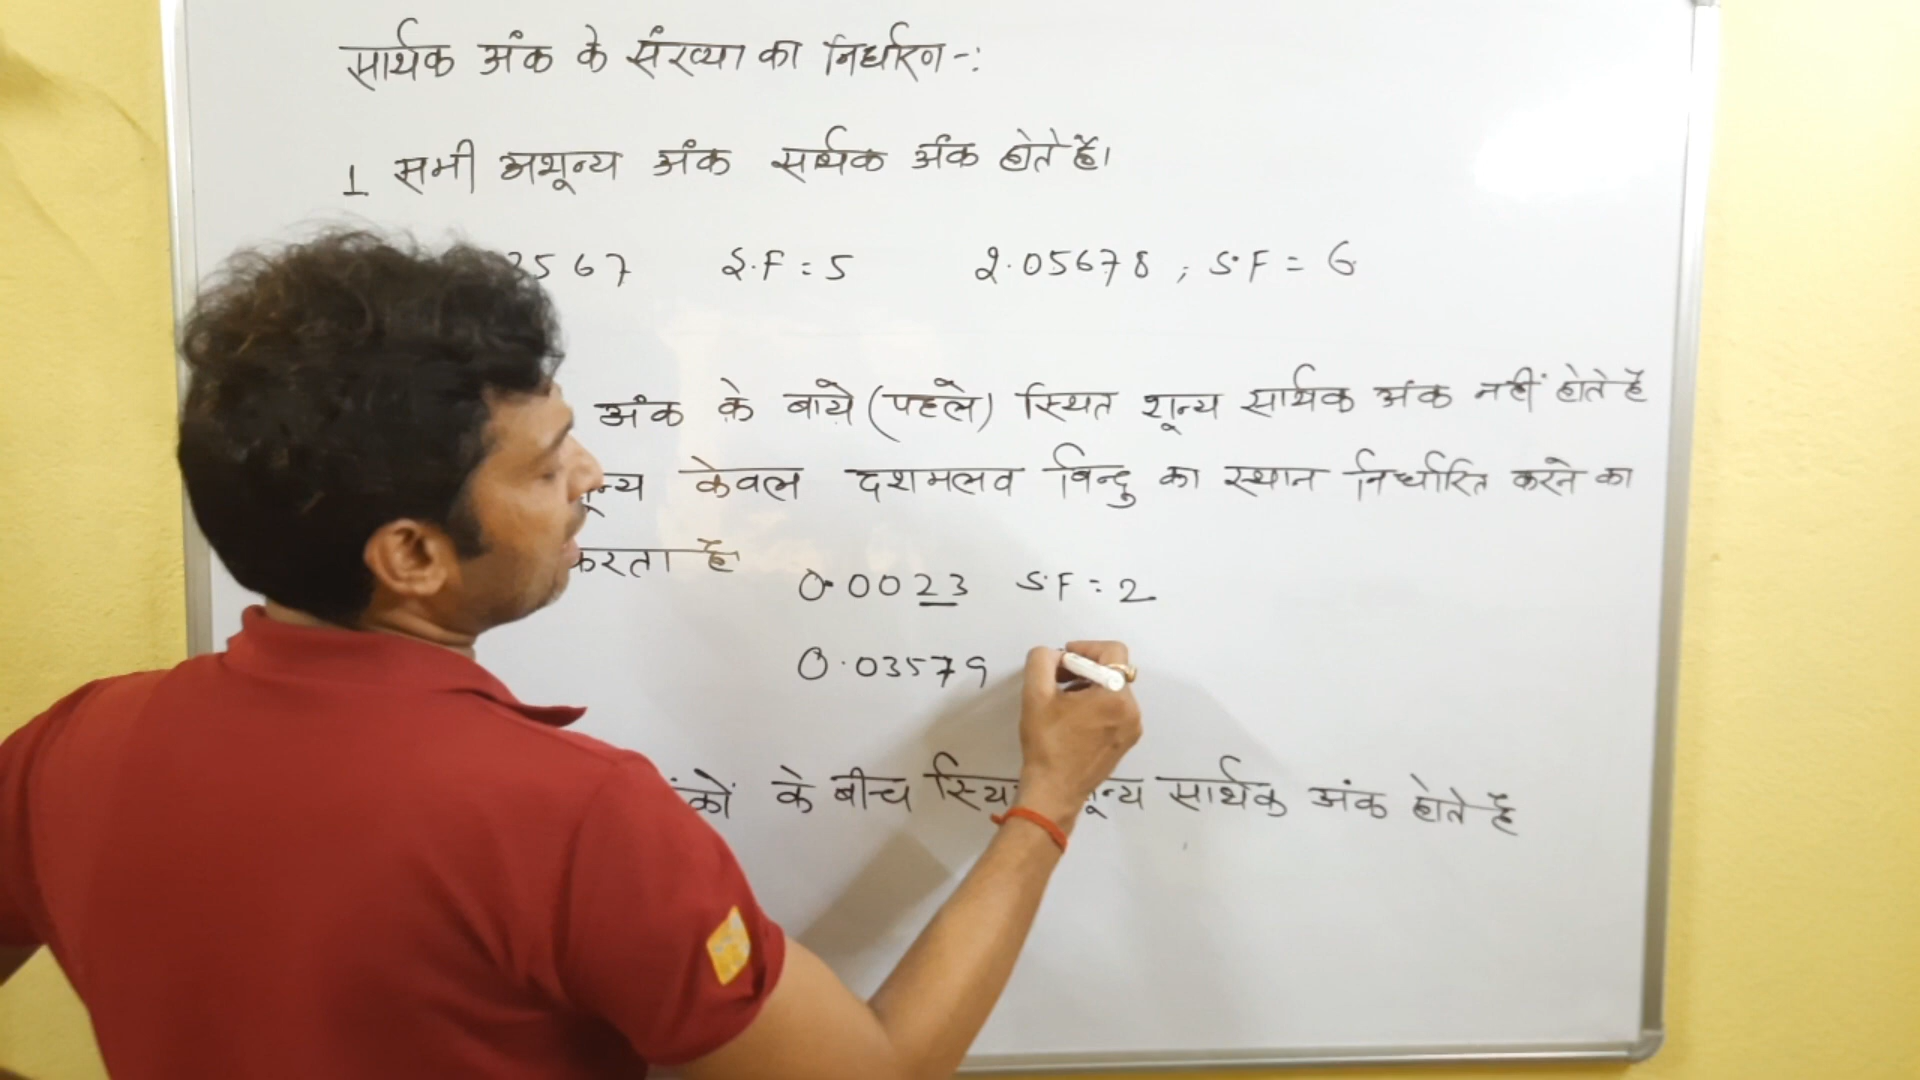 सार्थक अंक के संख्या का निर्धारण -:
1 सभी अशून्य अंक सार्थक अंक होते है।
3567 S.F = 5 2.05678 , S.F = 6
अंक के बाये (पहले) स्थित शून्य सार्थक अंक नहीं होते है
केवल दशमलव विन्दु का स्थान निर्धारित करने का
करता है।
0.0023 S.F = 2
0.03579
के बीच सार्थक अंक होते है